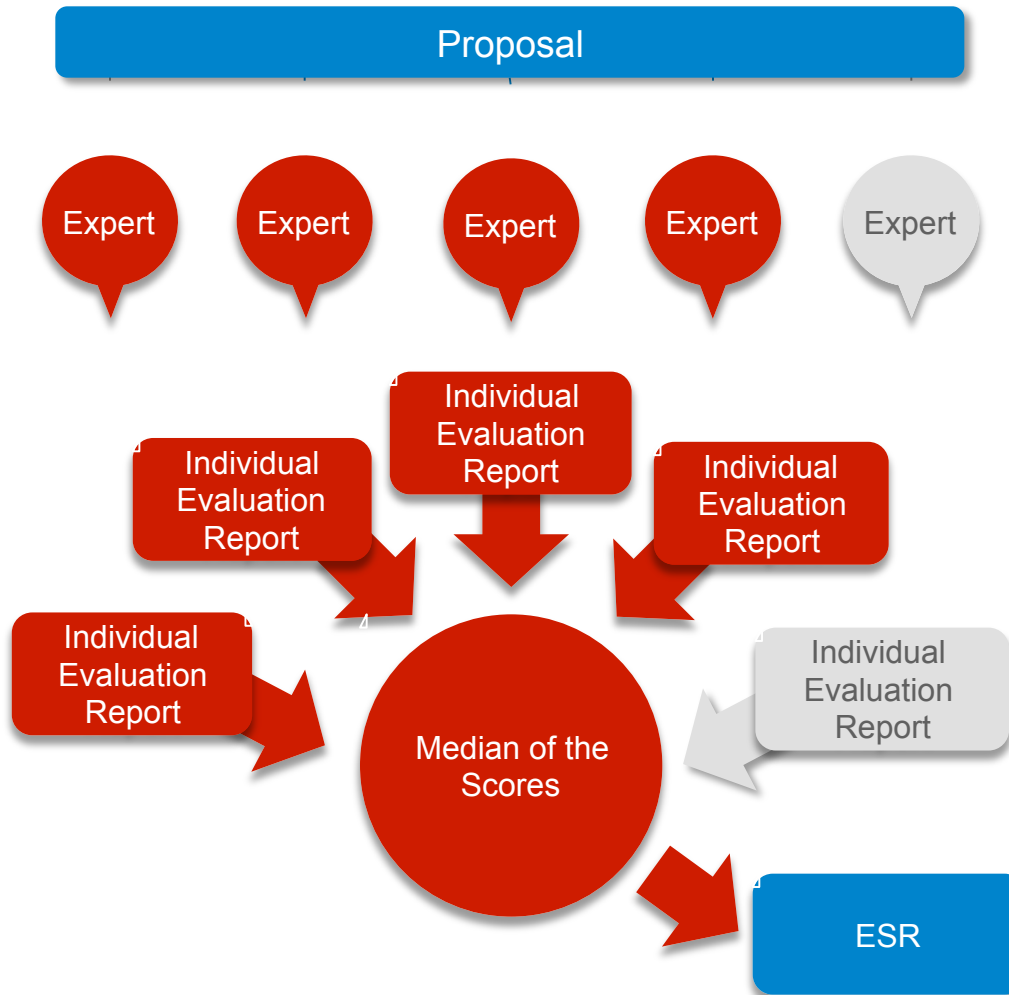 Proposal
Expert
Expert
Expert
Expert
Expert
Individual
Evaluation
Report
Individual
Evaluation
Report
Individual
Evaluation
Report
Individual
Evaluation
Report
Individual
Evaluation
Report
Median of the
Scores
ESR